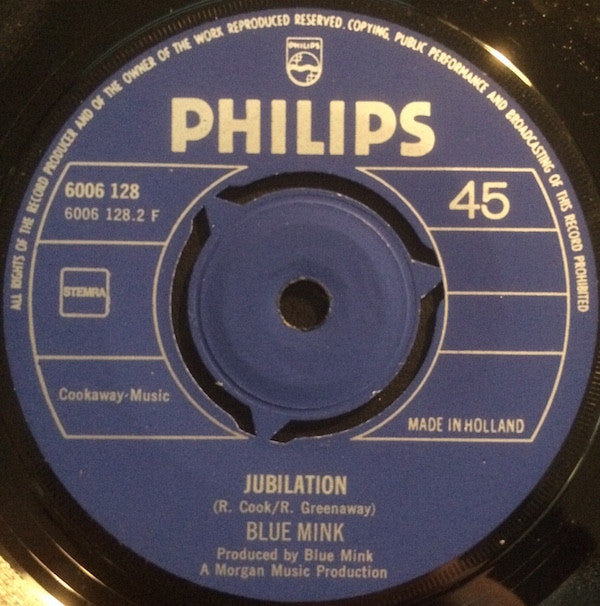 ALL RIGHTS OF THE RECORD PRODUCER AND OF THE OWNER OF THE WORK REPRODUCED RESERVED. COPYING, PUBLIC PERFORMANCE AND BROADCASTING OF THIS RECORD PROHIBITED
PHILIPS
PHILIPS
6006 128
45
6006 128.2 F
STEMRA
Cookaway-Music
MADE IN HOLLAND
JUBILATION
(R. Cook/R. Greenaway)
BLUE MINK
Produced by Blue Mink
A Morgan Music Production